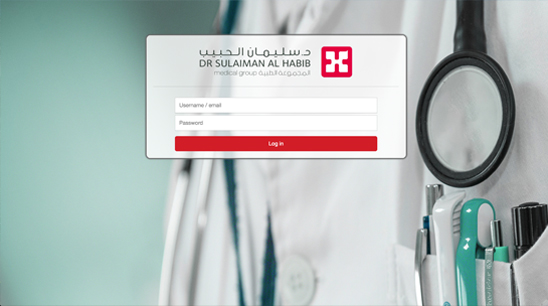 د. سليمان الحبيب
DR SULAIMAN AL HABIB
medical group المجموعة الطبية
Username / email
Password
Log in